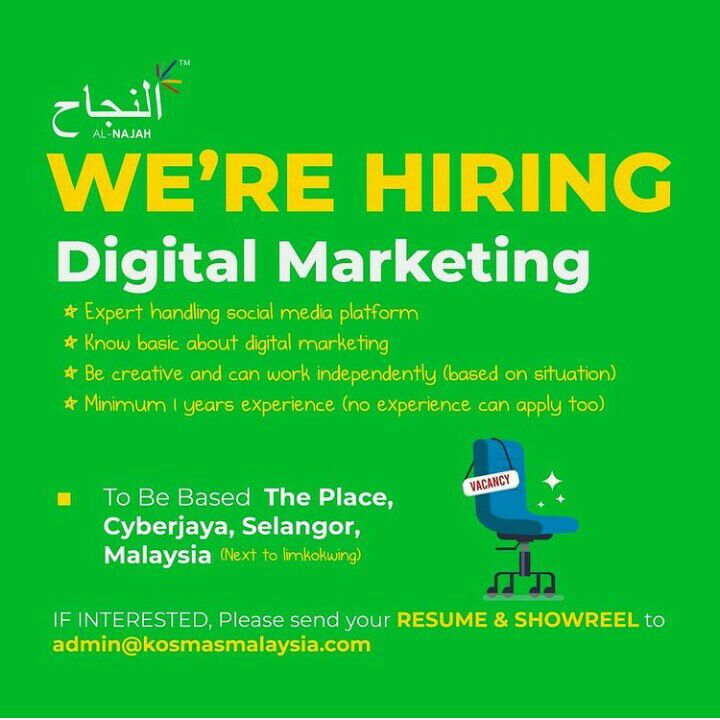 النجاح
TM
AL-NAJAH
WE'RE HIRING
Digital Marketing
Expert handling social media platform
Know basic about digital marketing
Be creative and can work independently (based on situation)
Minimum 1 years experience (no experience can apply too)
VACANCY
To Be Based The Place,
Cyberjaya, Selangor,
Malaysia (Next to limkokwing)
IF INTERESTED, Please send your RESUME & SHOWREEL to
admin@kosmasmalaysia.com